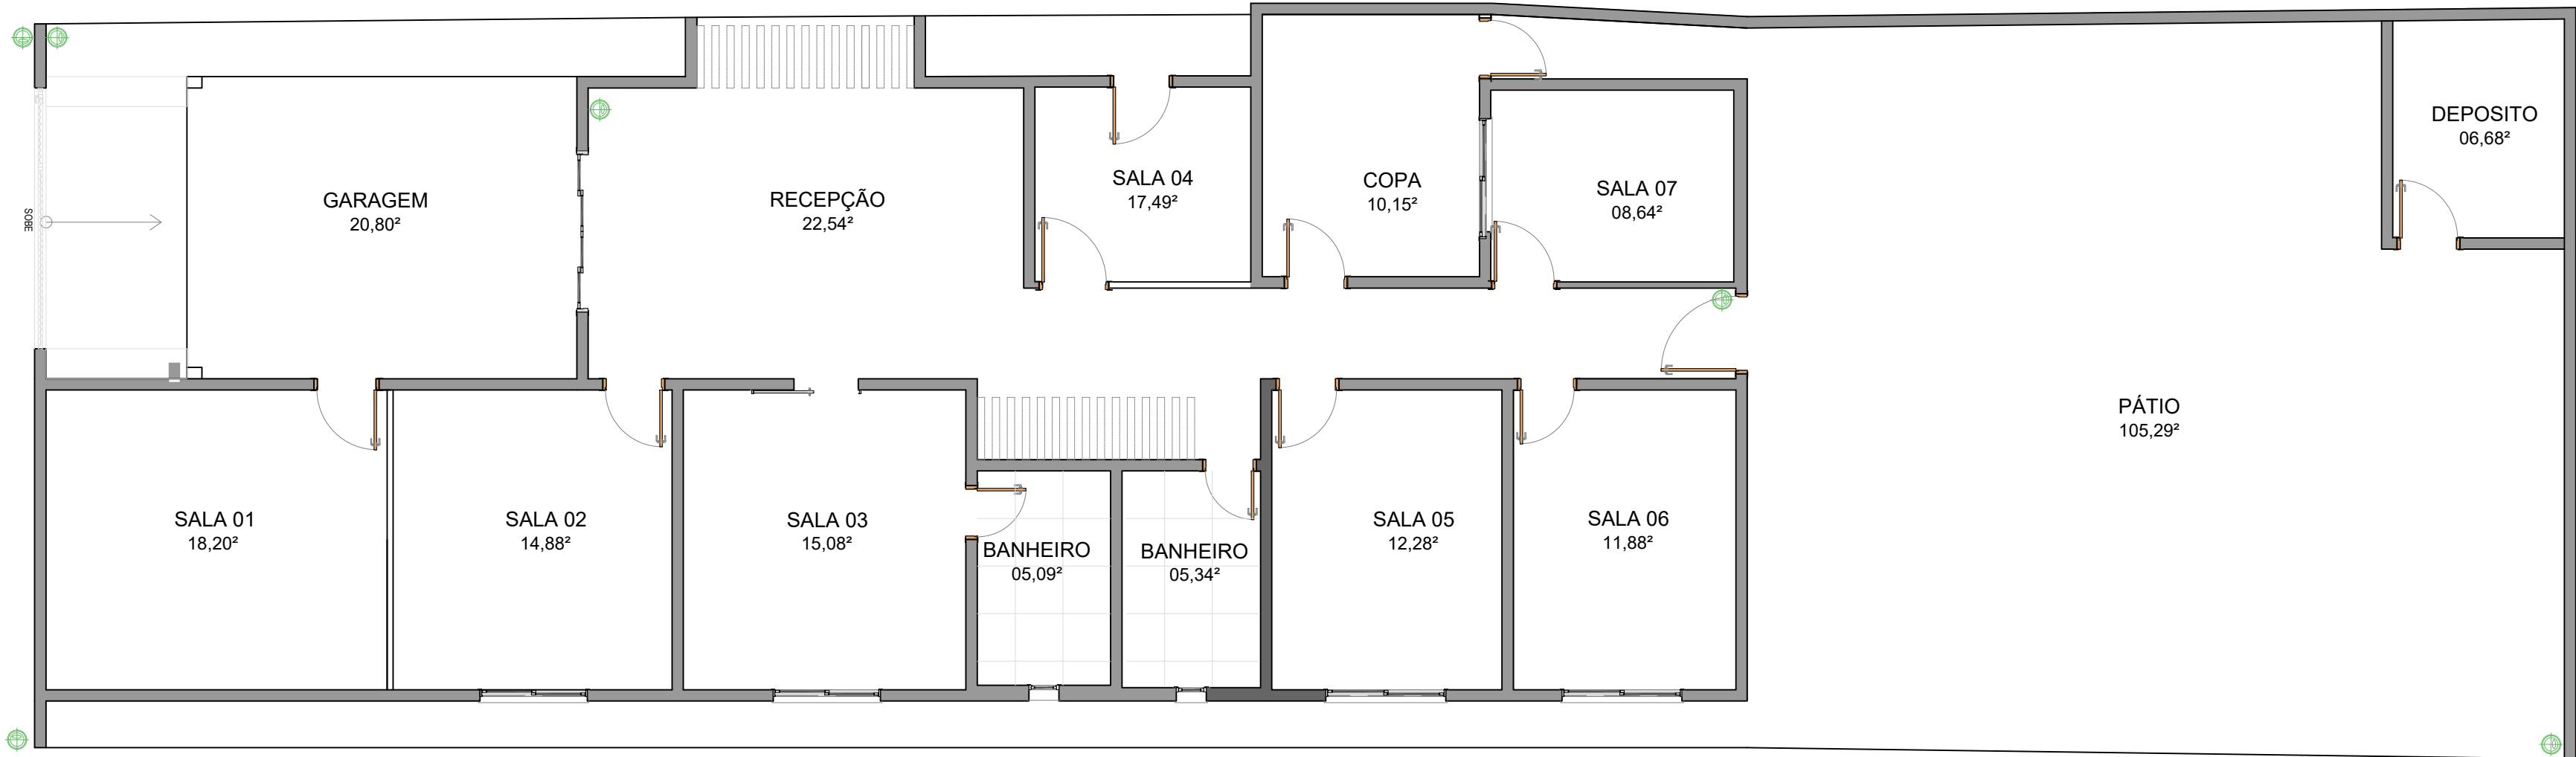 GARAGEM
20,80²
RECEPÇÃO
22,54²
SALA 04
17,49²
COPA
10,15²
SALA 07
08,64²
DEPOSITO
06,68²
SOBE
PÁTIO
105,29²
SALA 01
18,20²
SALA 02
14,88²
SALA 03
15,08²
BANHEIRO
05,09²
BANHEIRO
05,34²
SALA 05
12,28²
SALA 06
11,88²